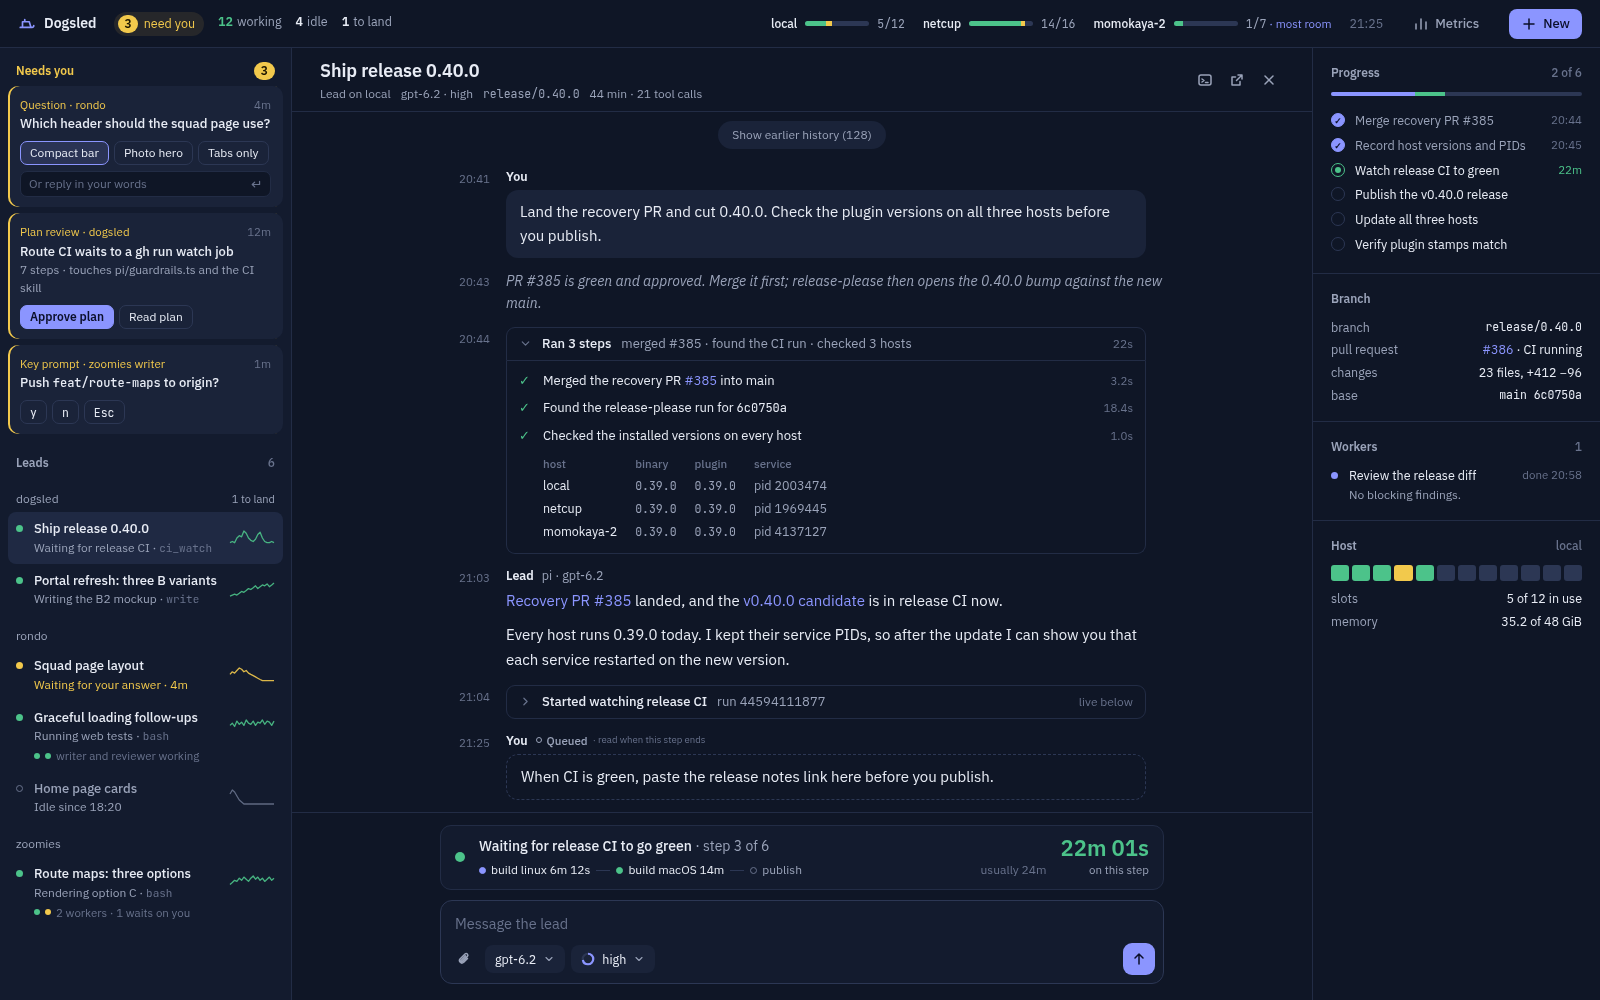 Dogsled
3 need you
12 working 4 idle 1 to land
local 5/12 netcup 14/16 momokaya-2 1/7 · most room 21:25
Metrics
New
Needs you 3
Question · rondo 4m
Which header should the squad page use?
Compact bar Photo hero Tabs only
Or reply in your words ↵
Plan review · dogsled 12m
Route CI waits to a gh run watch job
7 steps · touches pi/guardrails.ts and the CI
skill
Approve plan Read plan
Key prompt · zoomies writer 1m
Push feat/route-maps to origin?
y n Esc
Leads 6
dogsled 1 to land
Ship release 0.40.0
Waiting for release CI · ci_watch
Portal refresh: three B variants
Writing the B2 mockup · write
rondo
Squad page layout
Waiting for your answer · 4m
Graceful loading follow-ups
Running web tests · bash
writer and reviewer working
Home page cards
Idle since 18:20
zoomies
Route maps: three options
Rendering option C · bash
2 workers · 1 waits on you
Ship release 0.40.0
Lead on local gpt-6.2 · high release/0.40.0 44 min · 21 tool calls
Show earlier history (128)
20:41 You
Land the recovery PR and cut 0.40.0. Check the plugin versions on all three hosts before
you publish.
20:43 PR #385 is green and approved. Merge it first; release-please then opens the 0.40.0 bump against the new
main.
20:44 Ran 3 steps merged #385 · found the CI run · checked 3 hosts 22s
✓ Merged the recovery PR #385 into main 3.2s
✓ Found the release-please run for 6c0750a 18.4s
✓ Checked the installed versions on every host 1.0s
host binary plugin service
local 0.39.0 0.39.0 pid 2003474
netcup 0.39.0 0.39.0 pid 1969445
momokaya-2 0.39.0 0.39.0 pid 4137127
21:03 Lead pi · gpt-6.2
Recovery PR #385 landed, and the v0.40.0 candidate is in release CI now.
Every host runs 0.39.0 today. I kept their service PIDs, so after the update I can show you that
each service restarted on the new version.
21:04 Started watching release CI run 44594111877 live below
21:25 You Queued · read when this step ends
When CI is green, paste the release notes link here before you publish.
Waiting for release CI to go green · step 3 of 6 22m 01s
build linux 6m 12s build macOS 14m publish usually 24m on this step
Message the lead
gpt-6.2 high
Progress 2 of 6
Merge recovery PR #385 20:44
Record host versions and PIDs 20:45
Watch release CI to green 22m
Publish the v0.40.0 release
Update all three hosts
Verify plugin stamps match
Branch
branch release/0.40.0
pull request #386 · CI running
changes 23 files, +412 −96
base main 6c0750a
Workers 1
Review the release diff done 20:58
No blocking findings.
Host local
slots 5 of 12 in use
memory 35.2 of 48 GiB